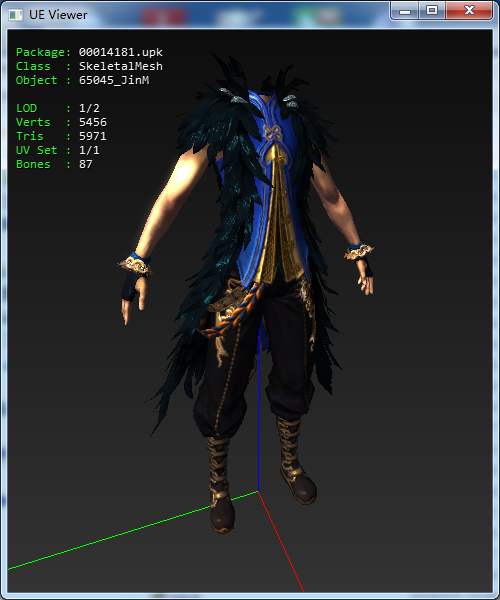 UE Viewer
Package: 00014181.upk
Class : SkeletalMesh
Object : 65045_JinM
LOD : 1/2
Verts : 5456
Tris : 5971
UV Set : 1/1
Bones : 87